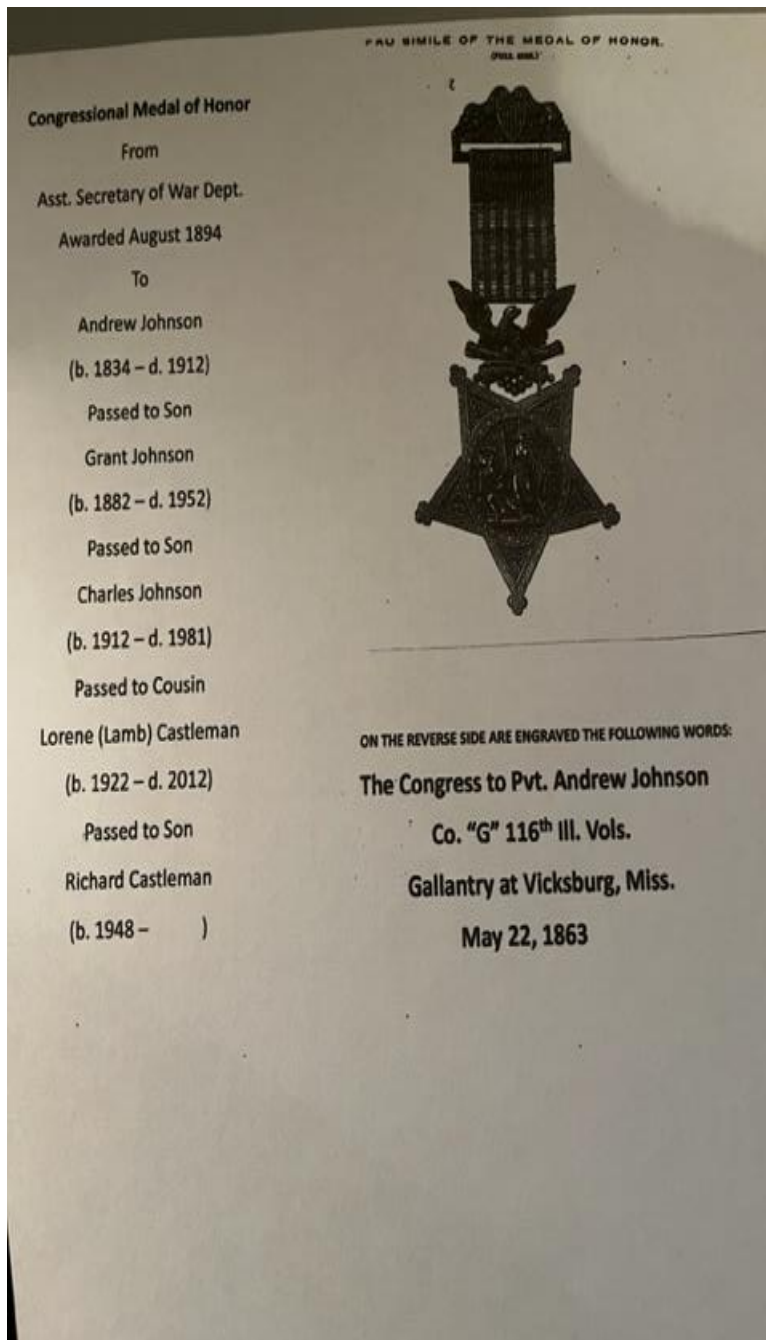 Congressional Medal of Honor
From
Asst. Secretary of War Dept.
Awarded August 1894
To
Andrew Johnson
(b. 1834 – d. 1912)
Passed to Son
Grant Johnson
(b. 1882 – d. 1952)
Passed to Son
Charles Johnson
(b. 1912 – d. 1981)
Passed to Cousin
Lorene (Lamb) Castleman
(b. 1922 – d. 2012)
Passed to Son
Richard Castleman
(b. 1948 – )
SIMILE OF THE MEDAL OF HONOR.
ON THE REVERSE SIDE ARE ENGRAVED THE FOLLOWING WORDS:
The Congress to Pvt. Andrew Johnson
Co. “G” 116th Ill. Vols.
Gallantry at Vicksburg, Miss.
May 22, 1863